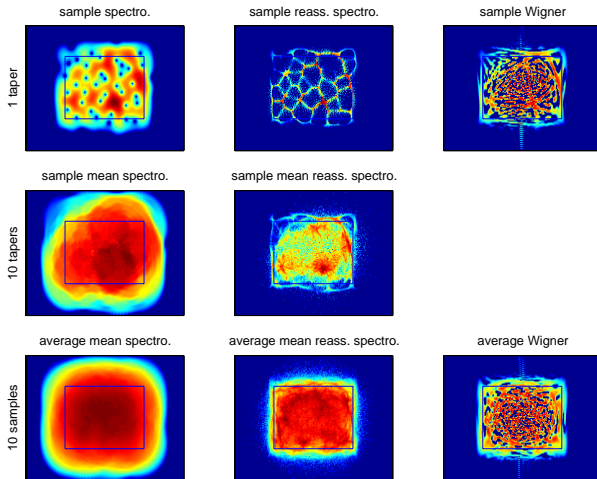 sample spectro.
sample reass. spectro.
sample Wigner
1 taper
sample mean spectro.
sample mean reass. spectro.
10 tapers
average mean spectro.
average mean reass. spectro.
average Wigner
10 samples